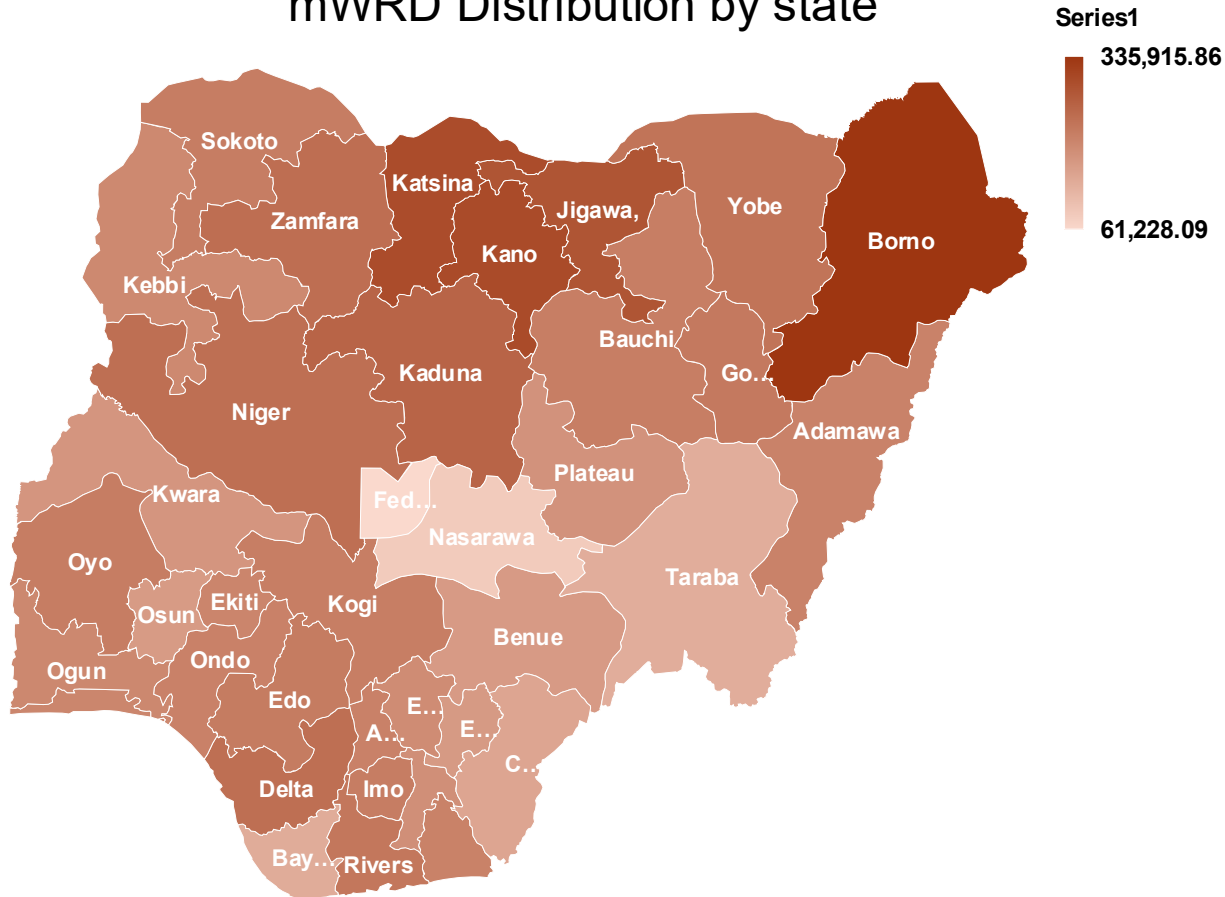 mWRD Distribution by state
Series1
335,915.86
61,228.09
Sokoto
Katsina
Zamfara
Jigawa,
Yobe
Borno
Kano
Kebbi
Bauchi
Kaduna
Go...
Niger
Adamawa
Plateau
Kwara
Fed...
Nasarawa
Oyo
Taraba
Ekiti
Kogi
Osun
Benue
Ondo
Ogun
Edo
E...
E...
A...
C...
Delta
Imo
Bay...
Rivers